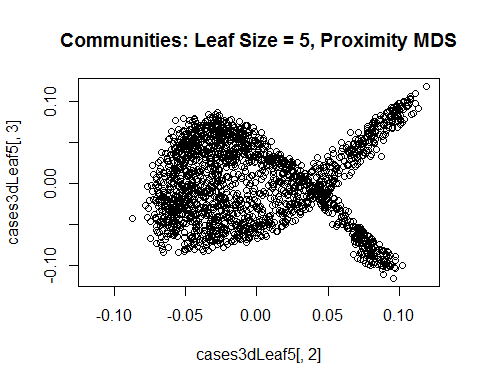 Communities: Leaf Size = 5, Proximity MDS
cases3dLeaf5[, 3]
0.10
0.00
-0.10
-0.10 -0.05 0.00 0.05 0.10
cases3dLeaf5[, 2]